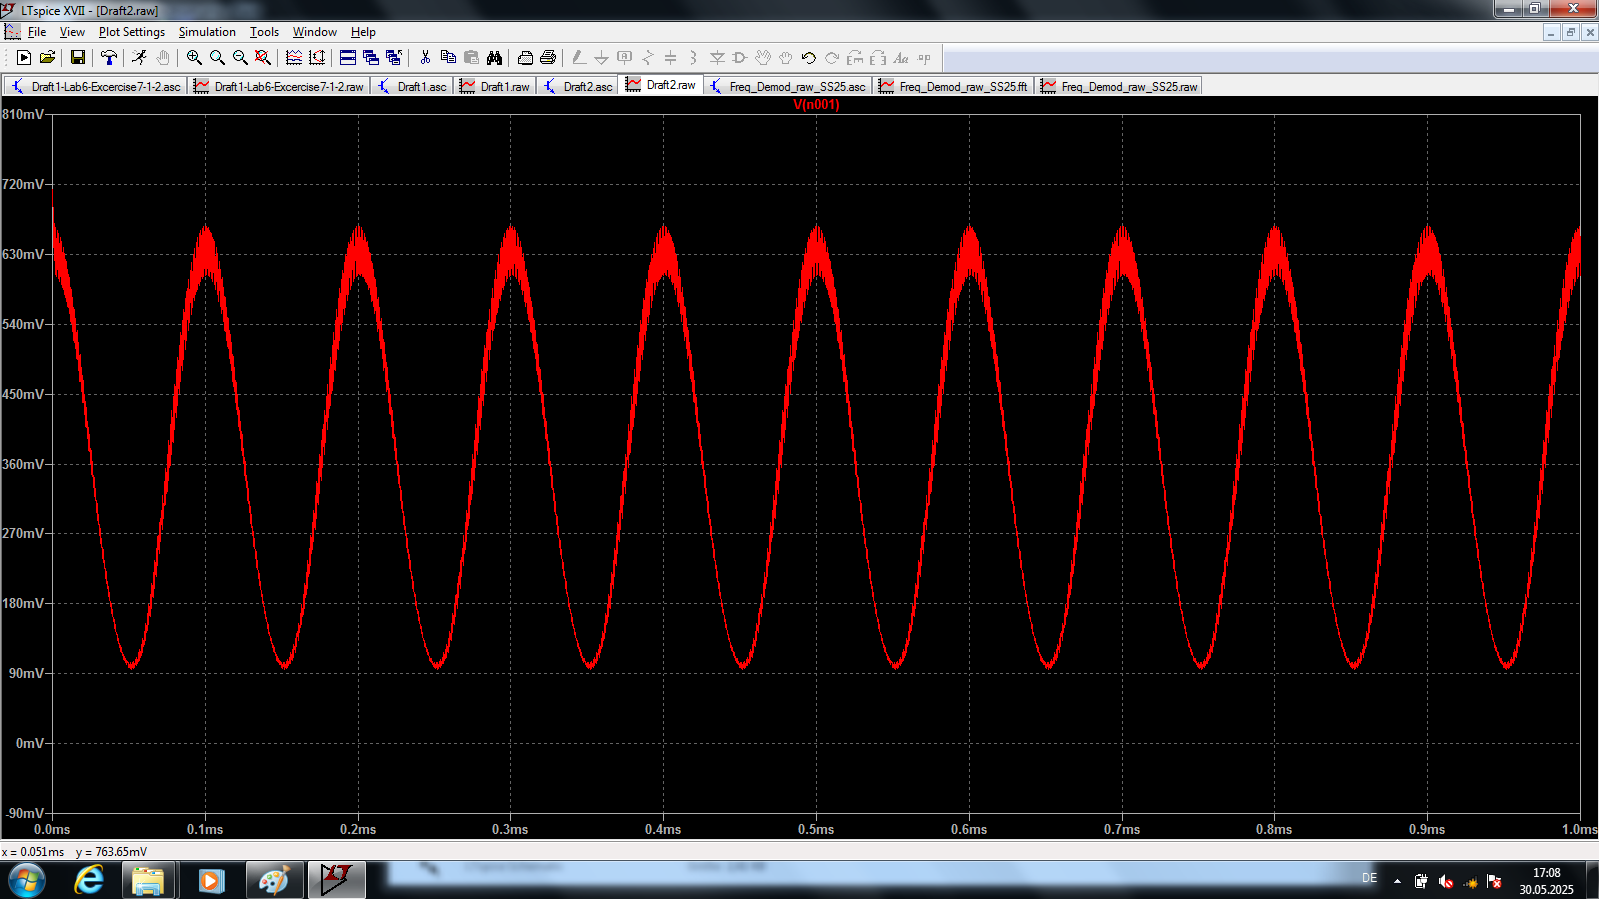 LTspice XVII - [Draft2.raw]
File View Plot Settings Simulation Tools Window Help
Draft1-Lab6-Excercise7-1-2.asc Draft1-Lab6-Excercise7-1-2.raw Draft1.asc Draft1.raw Draft2.asc Draft2.raw Freq_Demod_raw_SS25.asc Freq_Demod_raw_SS25.fft Freq_Demod_raw_SS25.raw
V(n001)
810mV
720mV
630mV
540mV
450mV
360mV
270mV
180mV
90mV
0mV
-90mV
0.0ms 0.1ms 0.2ms 0.3ms 0.4ms 0.5ms 0.6ms 0.7ms 0.8ms 0.9ms 1.0ms
x = 0.051ms y = 763.65mV
DE
17:08
30.05.2025